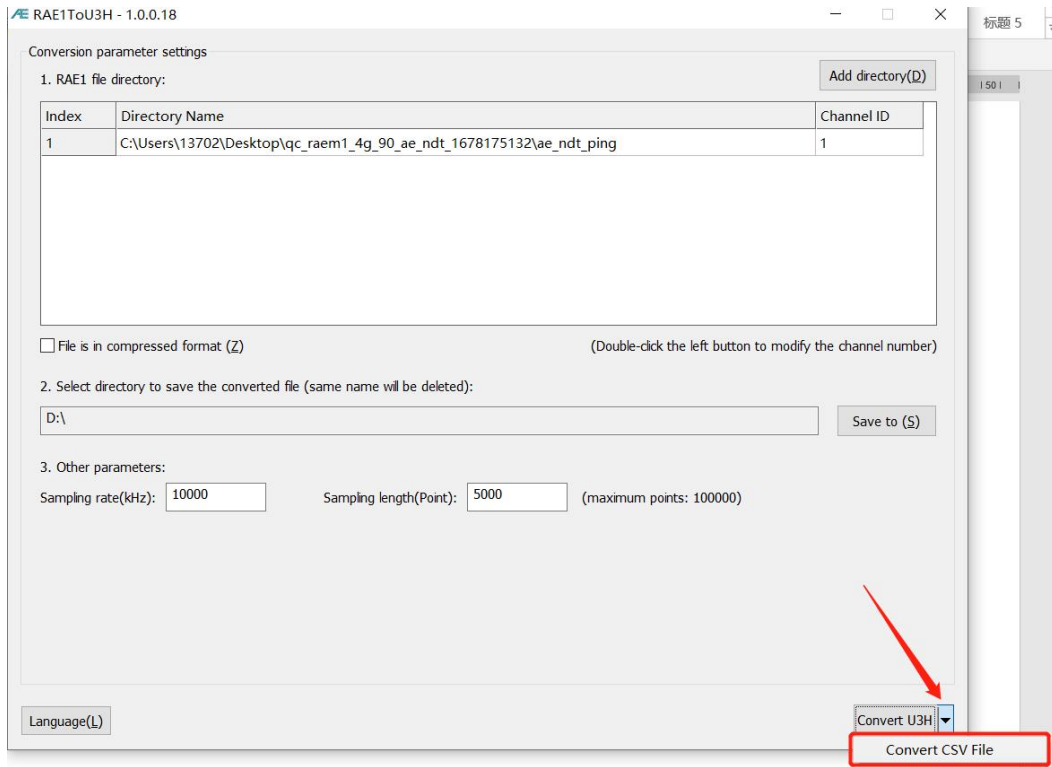 Æ RAE1ToU3H - 1.0.0.18
标题 5
Conversion parameter settings
1. RAE1 file directory:
Add directory(D)
50
Index Directory Name Channel ID
1 C:\Users\13702\Desktop\qc_raem1_4g_90_ae_ndt_1678175132\ae_ndt_ping 1
File is in compressed format (Z)
(Double-click the left button to modify the channel number)
2. Select directory to save the converted file (same name will be deleted):
D:\
Save to (S)
3. Other parameters:
Sampling rate(kHz): 10000 Sampling length(Point): 5000 (maximum points: 100000)
Language(L)
Convert U3H
Convert CSV File